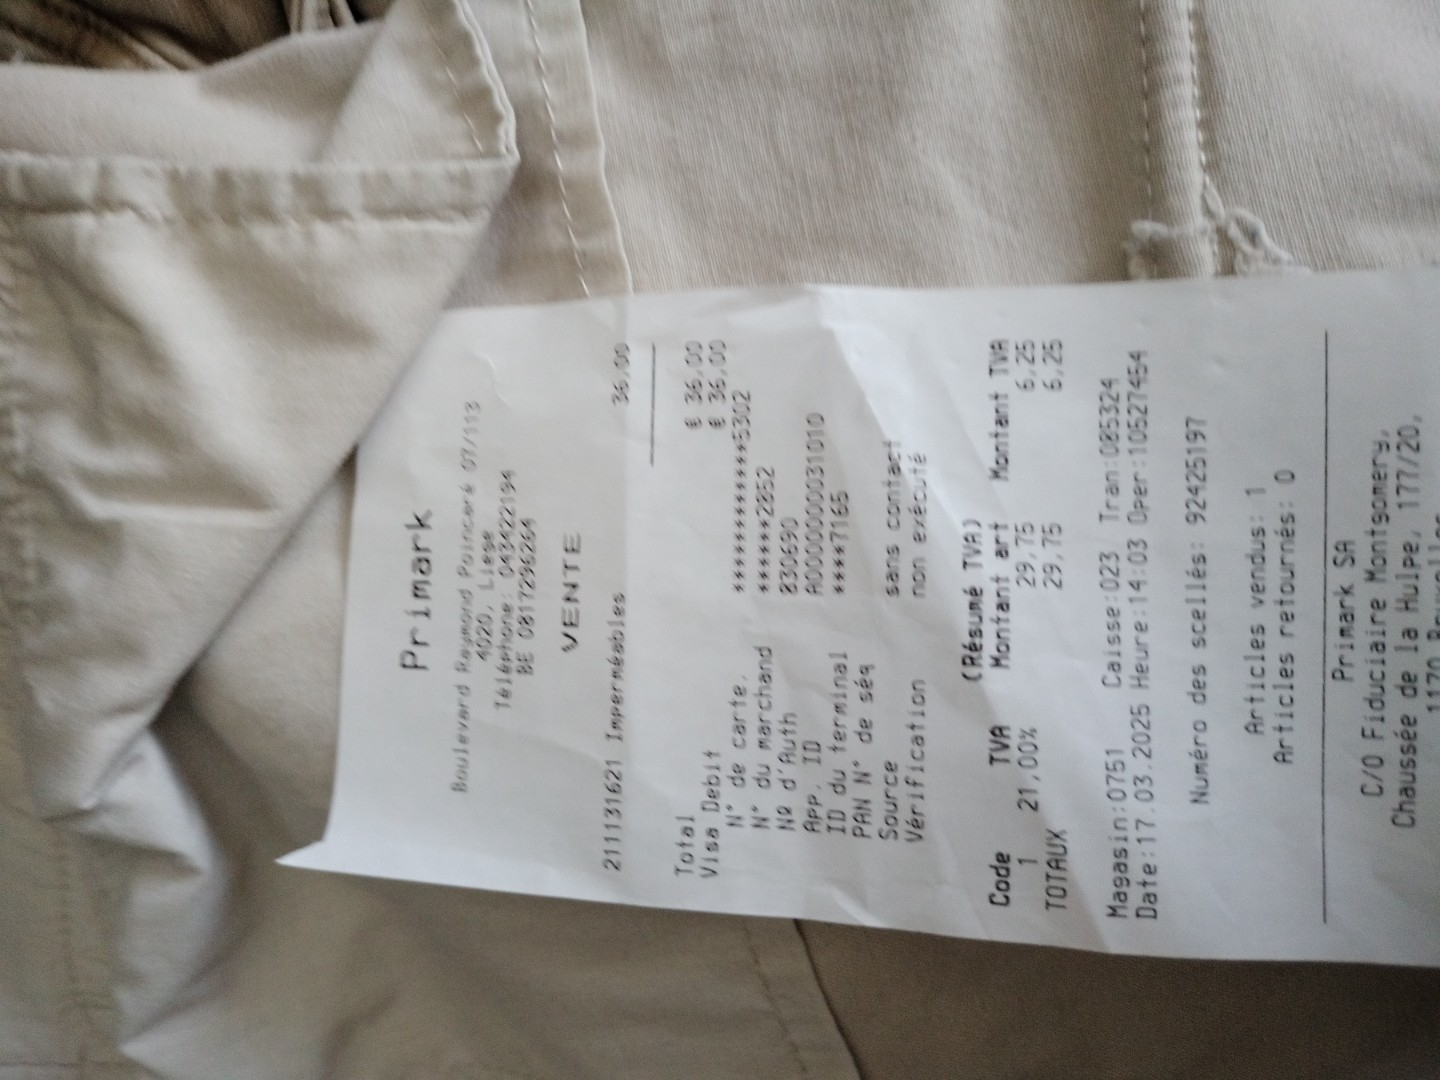 Primark
Boulevard Raymond Poincaré 07/113
4020, Liege
Téléphone: 043422194
BE 0817296264
VENTE
211131621 Imperméables 36,00
Total € 36,00
Visa Debit € 36,00
N° de carte. ************5302
N° du marchand ******2852
Nº d'Auth 830690
App. ID A0000000031010
ID du terminal ****7165
PAN N° de séq
Source sans contact
Vérification non exécuté
(Résumé TVA)
Code TVA Montant art Montant TVA
1 21,00% 29,75 6,25
TOTAUX 29,75 6,25
Magasin:0751 Caisse:023 Tran:085324
Date:17.03.2025 Heure:14:03 Oper:10527454
Numéro des scellés: 92425197
Articles vendus: 1
Articles retournés: 0
Primark SA
C/O Fiduciaire Montgomery,
Chaussée de la Hulpe, 177/20,
1170